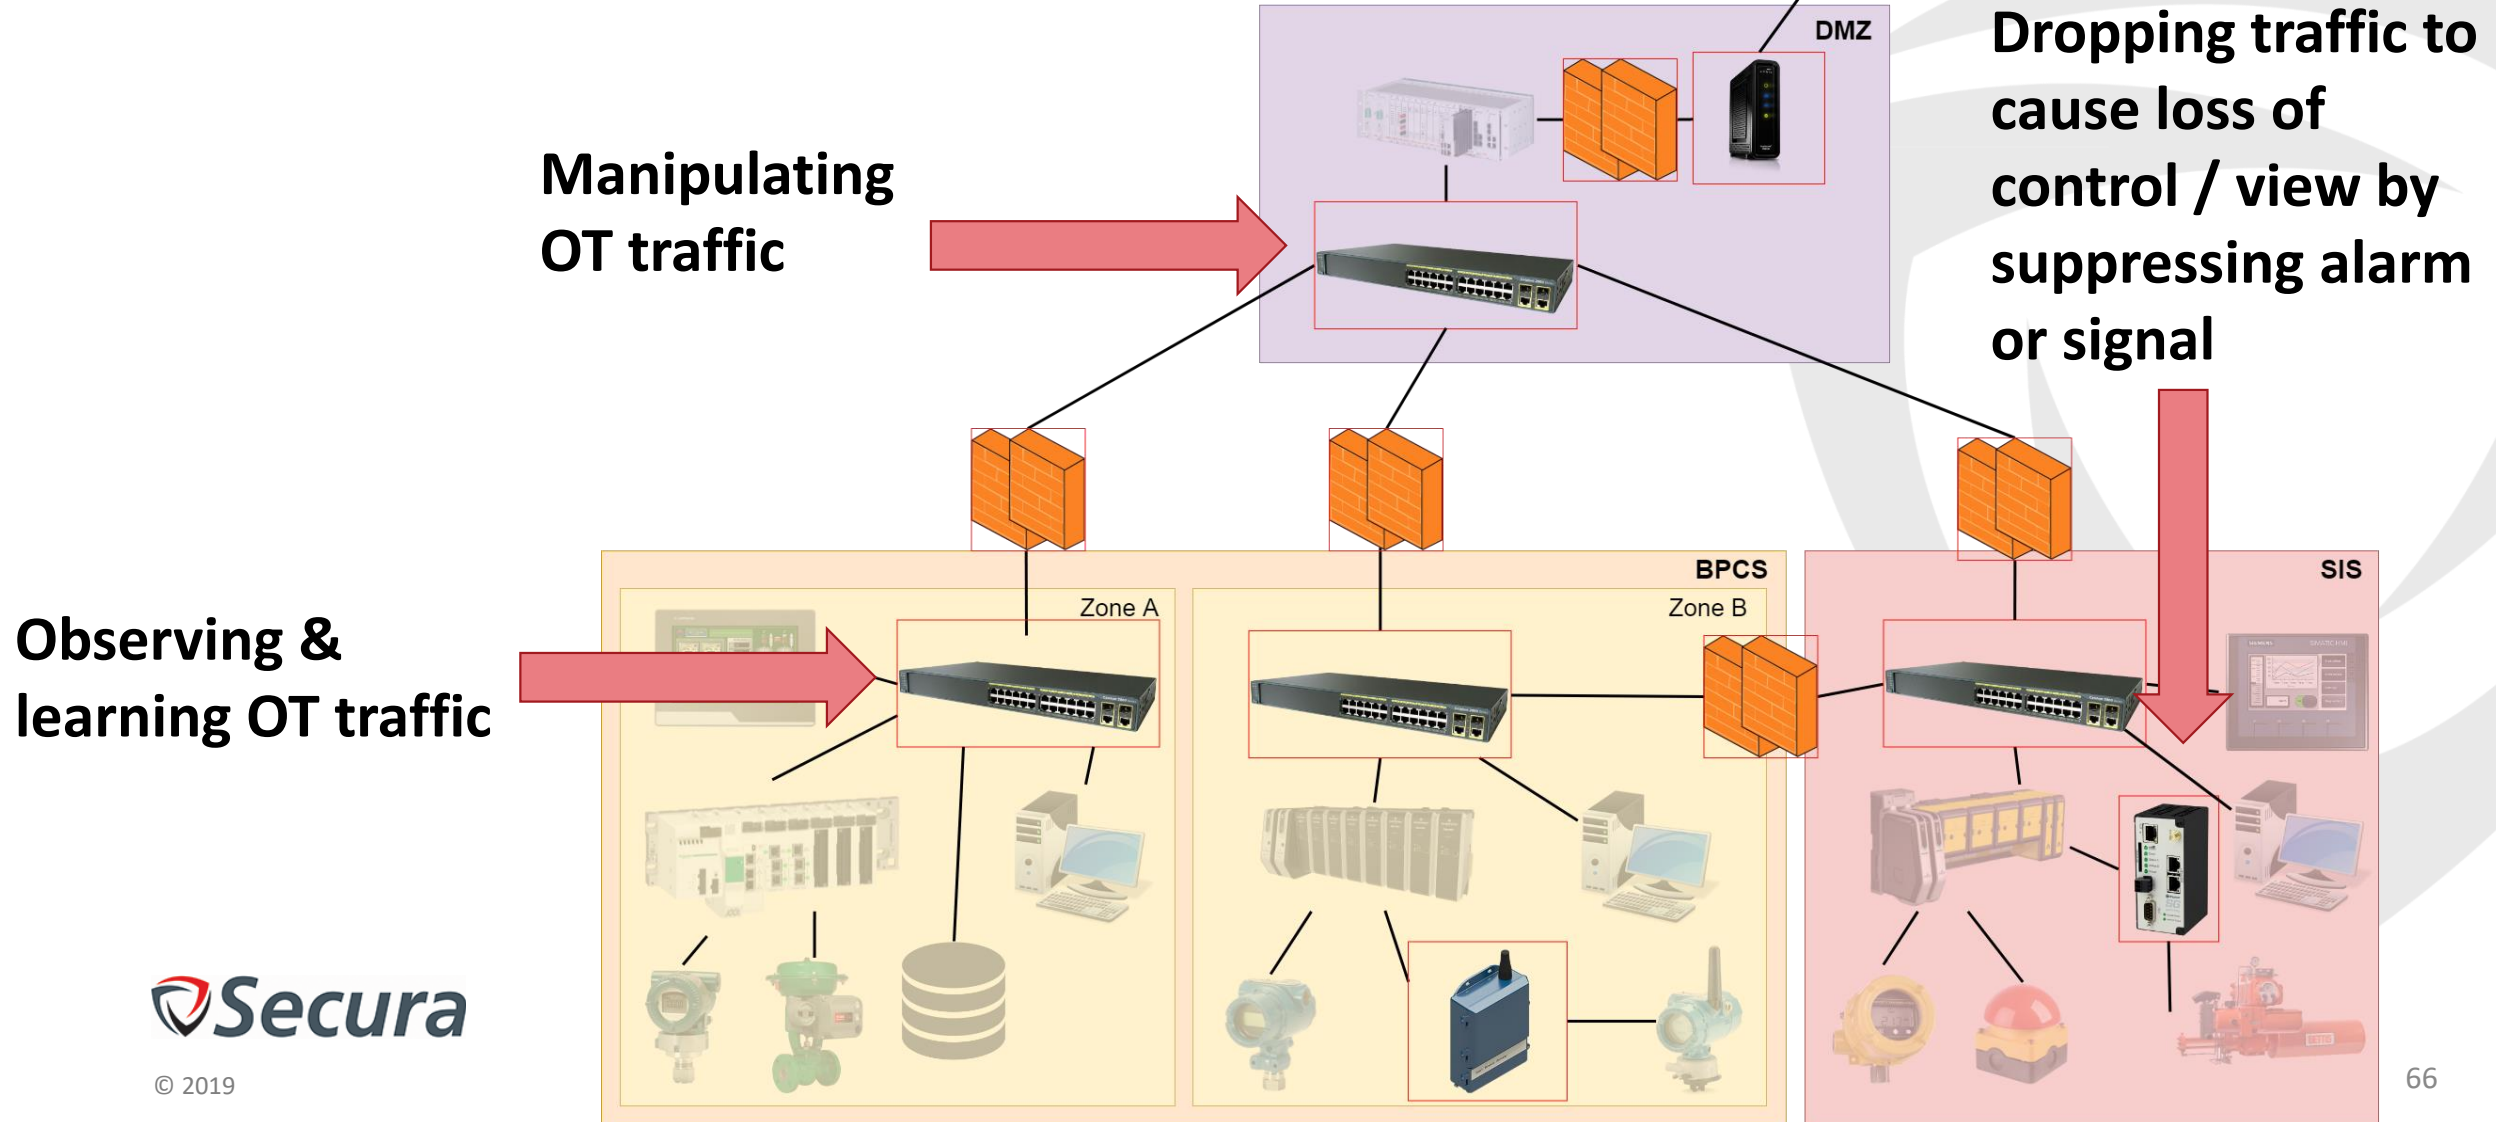 DMZ
Dropping traffic to
cause loss of
control / view by
suppressing alarm
or signal
Manipulating
OT traffic
BPCS
SIS
Zone A
Zone B
Observing &
learning OT traffic
Secura
© 2019
66